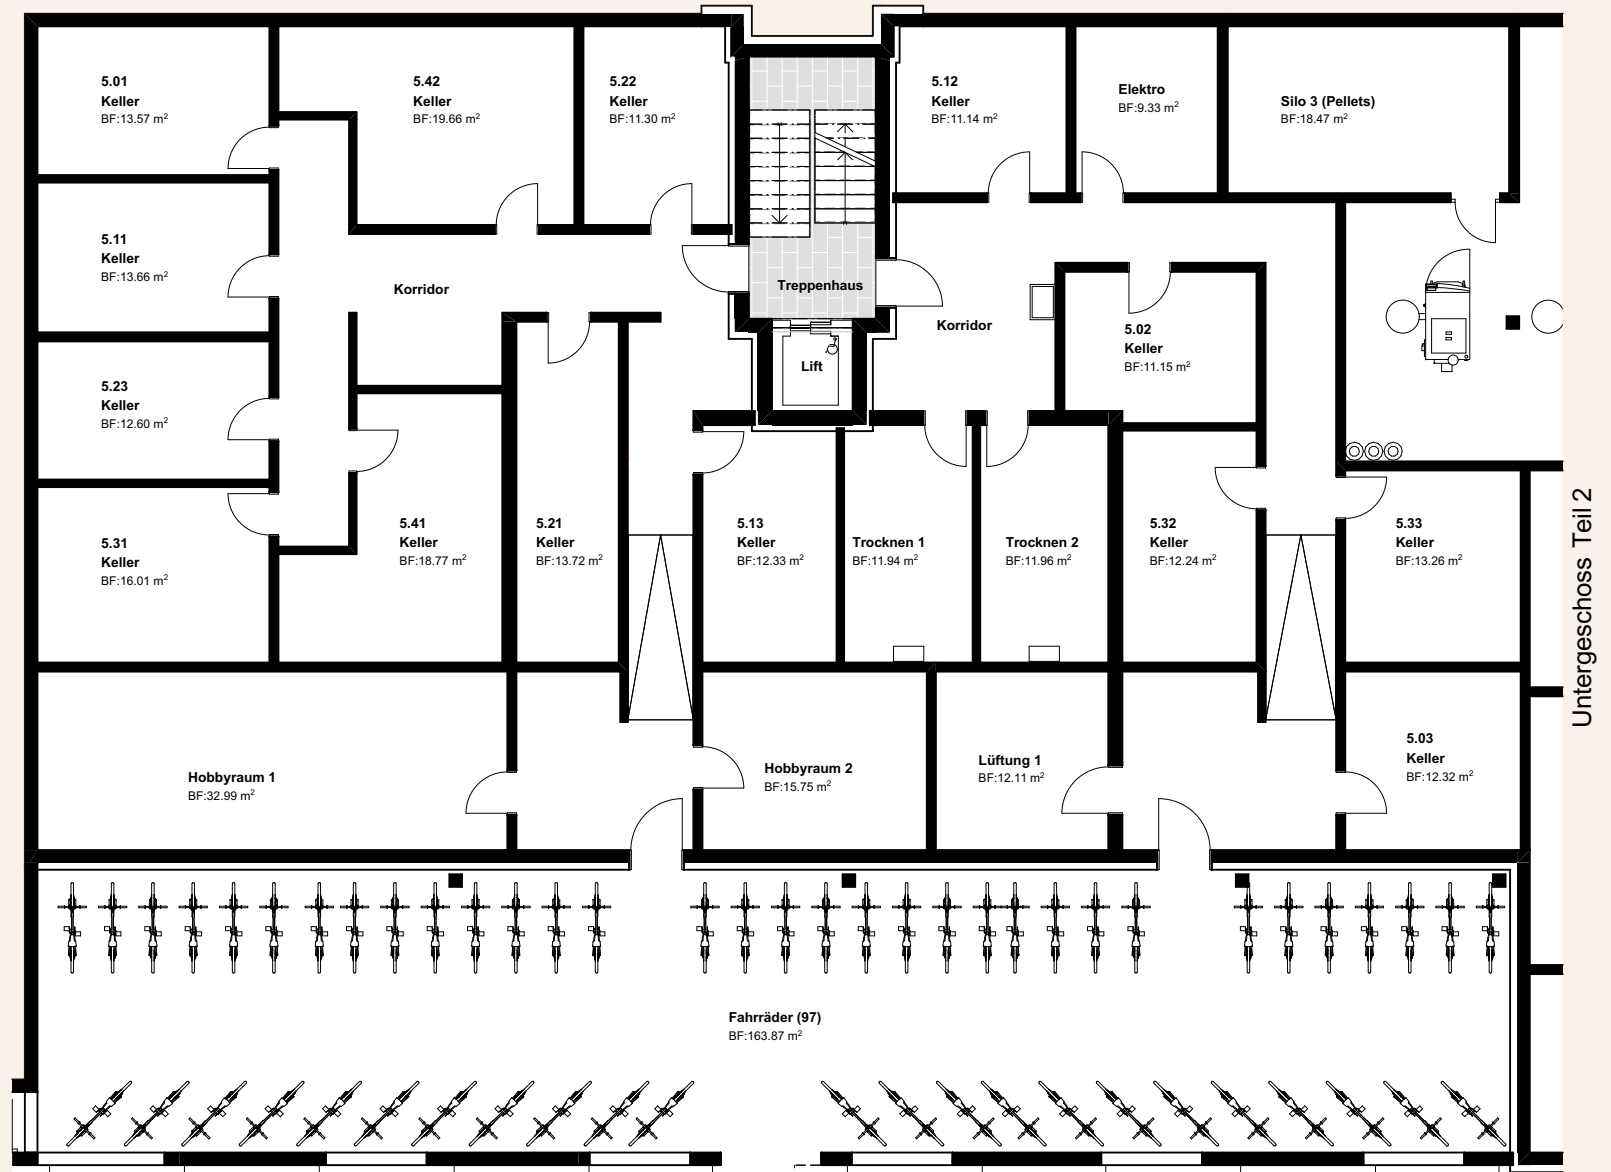 5.01
Keller
BF:13.57 m²
5.42
Keller
BF:19.66 m²
5.22
Keller
BF:11.30 m²
5.12
Keller
BF:11.14 m²
Elektro
BF:9.33 m²
Silo 3 (Pellets)
BF:18.47 m²
5.11
Keller
BF:13.66 m²
Korridor
Treppenhaus
Korridor
5.02
Keller
BF:11.15 m²
Lift
5.23
Keller
BF:12.60 m²
5.31
Keller
BF:16.01 m²
5.41
Keller
BF:18.77 m²
5.21
Keller
BF:13.72 m²
5.13
Keller
BF:12.33 m²
Trocknen 1
BF:11.94 m²
Trocknen 2
BF:11.96 m²
5.32
Keller
BF:12.24 m²
5.33
Keller
BF:13.26 m²
Untergeschoss Teil 2
Hobbyraum 1
BF:32.99 m²
Hobbyraum 2
BF:15.75 m²
Lüftung 1
BF:12.11 m²
5.03
Keller
BF:12.32 m²
Fahrräder (97)
BF:163.87 m²